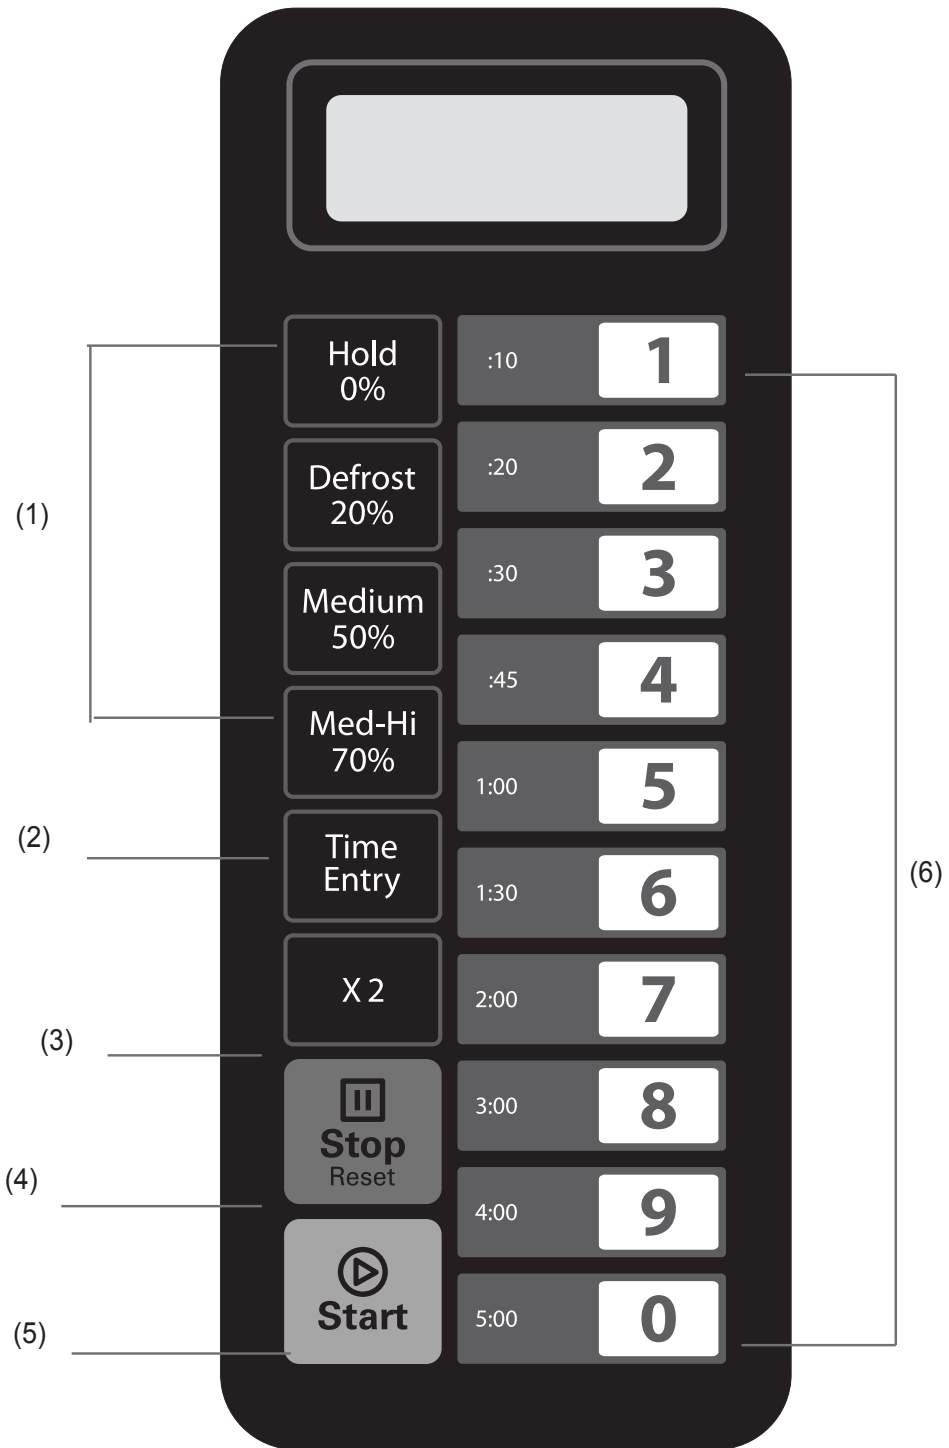 (1)
(2)
(3)
(4)
(5)
Hold
0%
Defrost
20%
Medium
50%
Med-Hi
70%
Time
Entry
X 2
Stop
Reset
Start
:10 1
:20 2
:30 3
:45 4
1:00 5
1:30 6
2:00 7
3:00 8
4:00 9
5:00 0
(6)